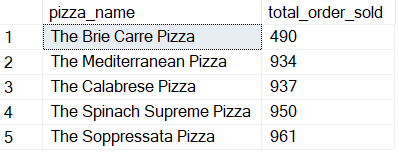 pizza_name total_order_sold
1 The Brie Carre Pizza 490
2 The Mediterranean Pizza 934
3 The Calabrese Pizza 937
4 The Spinach Supreme Pizza 950
5 The Soppressata Pizza 961